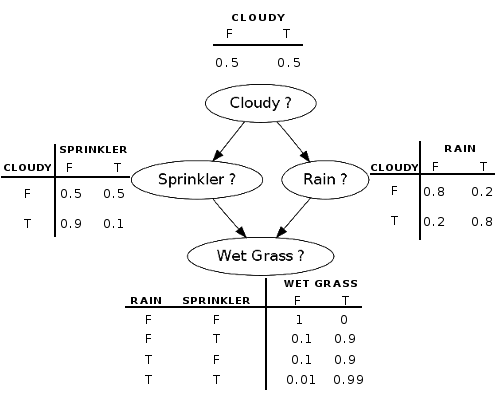 CLOUDY
F T
0.5 0.5
Cloudy ?
SPRINKLER
CLOUDY F T
F 0.5 0.5
T 0.9 0.1
Sprinkler ?
Rain ?
RAIN
CLOUDY F T
F 0.8 0.2
T 0.2 0.8
Wet Grass ?
WET GRASS
RAIN SPRINKLER F T
F F 1 0
F T 0.1 0.9
T F 0.1 0.9
T T 0.01 0.99